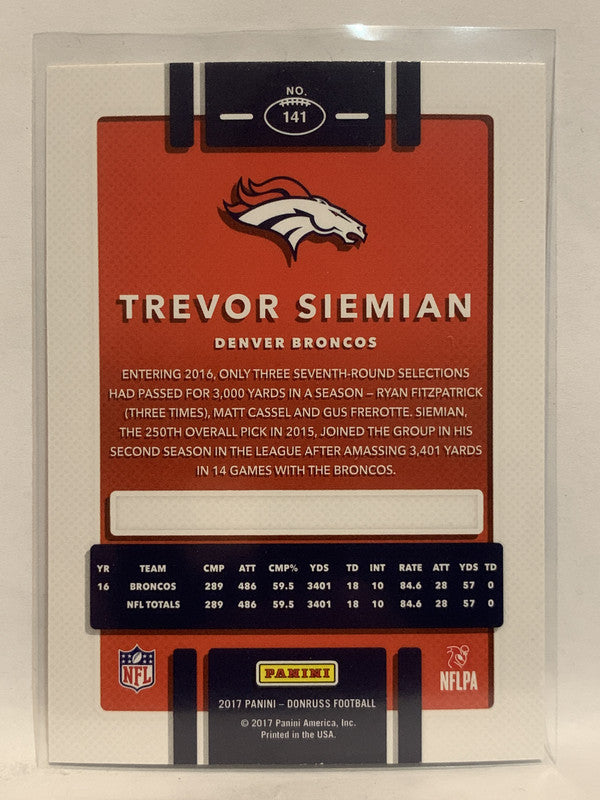 NO.
141
TREVOR SIEMIAN
DENVER BRONCOS
ENTERING 2016, ONLY THREE SEVENTH-ROUND SELECTIONS
HAD PASSED FOR 3,000 YARDS IN A SEASON – RYAN FITZPATRICK
(THREE TIMES), MATT CASSEL AND GUS FREROTTE. SIEMIAN,
THE 250TH OVERALL PICK IN 2015, JOINED THE GROUP IN HIS
SECOND SEASON IN THE LEAGUE AFTER AMASSING 3,401 YARDS
IN 14 GAMES WITH THE BRONCOS.
YR TEAM CMP ATT CMP% YDS TD INT RATE ATT YDS TD
16 BRONCOS 289 486 59.5 3401 18 10 84.6 28 57 0
NFL TOTALS 289 486 59.5 3401 18 10 84.6 28 57 0
NFL
PANINI
NFLPA
2017 PANINI – DONRUSS FOOTBALL
© 2017 Panini America, Inc.
Printed in the USA.